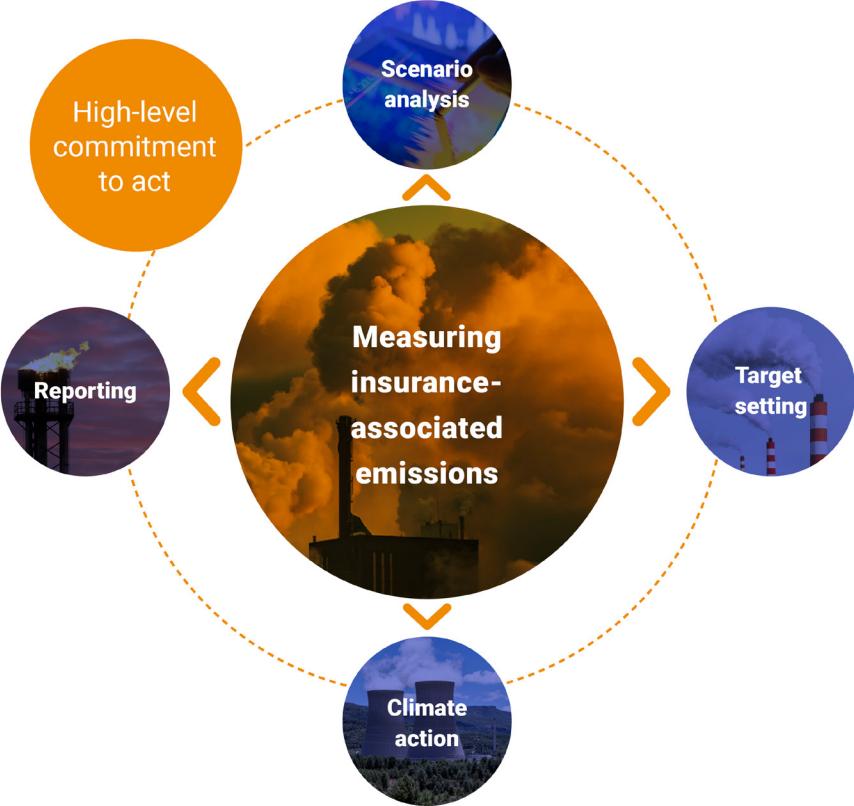 Scenario
analysis
High-level
commitment
to act
Measuring
insurance-
associated
emissions
Reporting
Target
setting
Climate
action